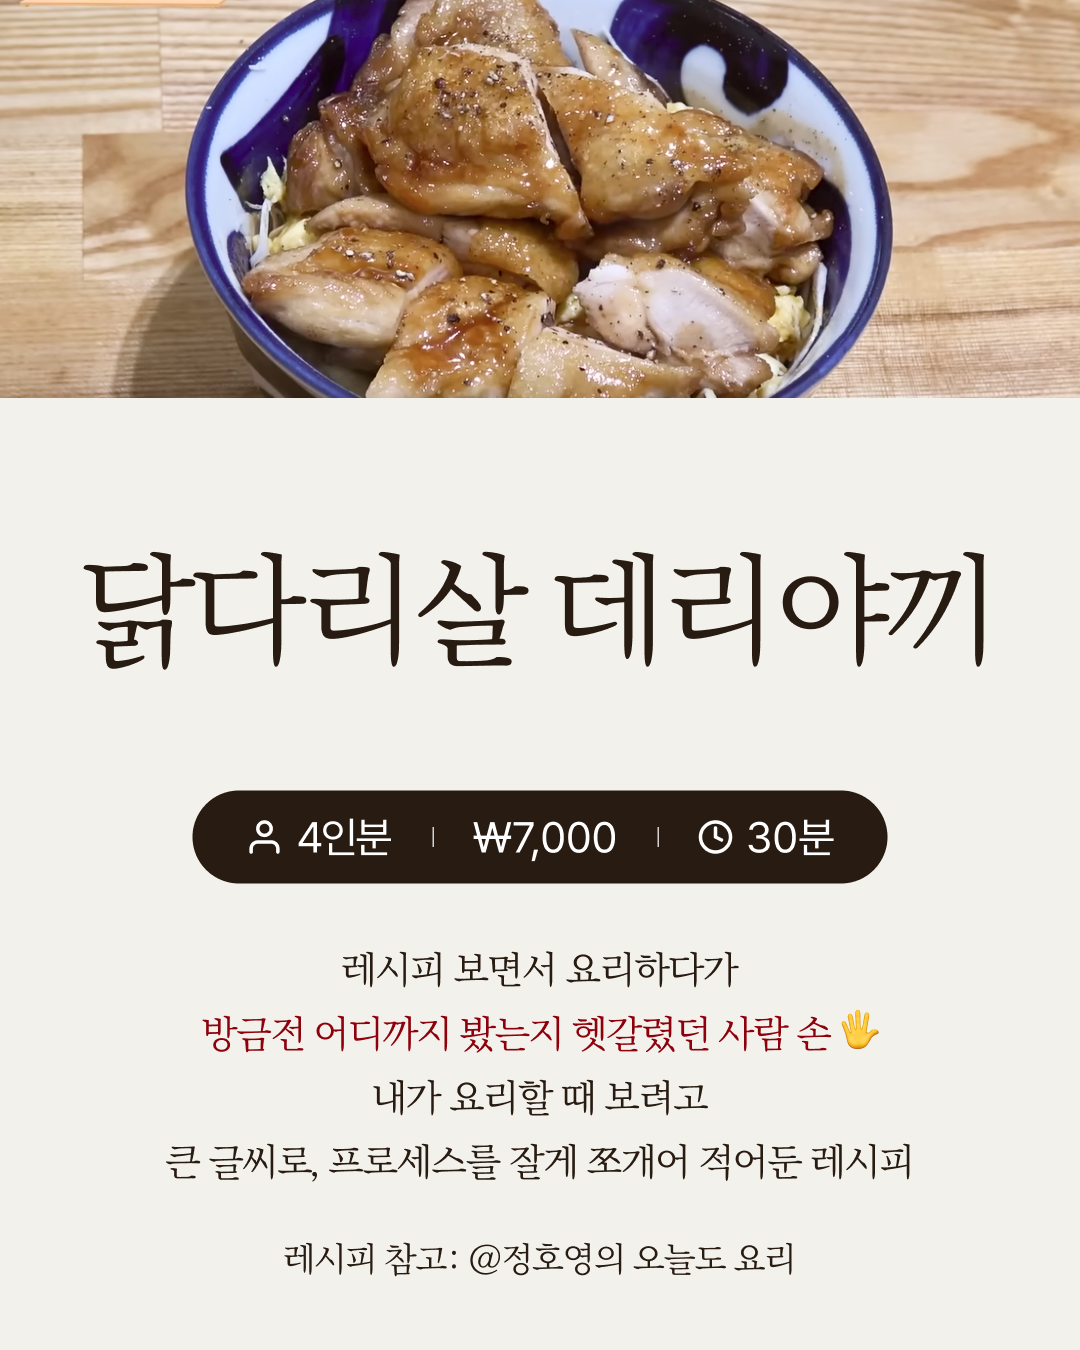 닭다리살 데리야끼
4인분 | ₩7,000 | 30분
레시피 보면서 요리하다가
방금전 어디까지 봤는지 헷갈렸던 사람 손🖐
내가 요리할 때 보려고
큰 글씨로, 프로세스를 잘게 쪼개어 적어둔 레시피
레시피 참고: @정호영의 오늘도 요리